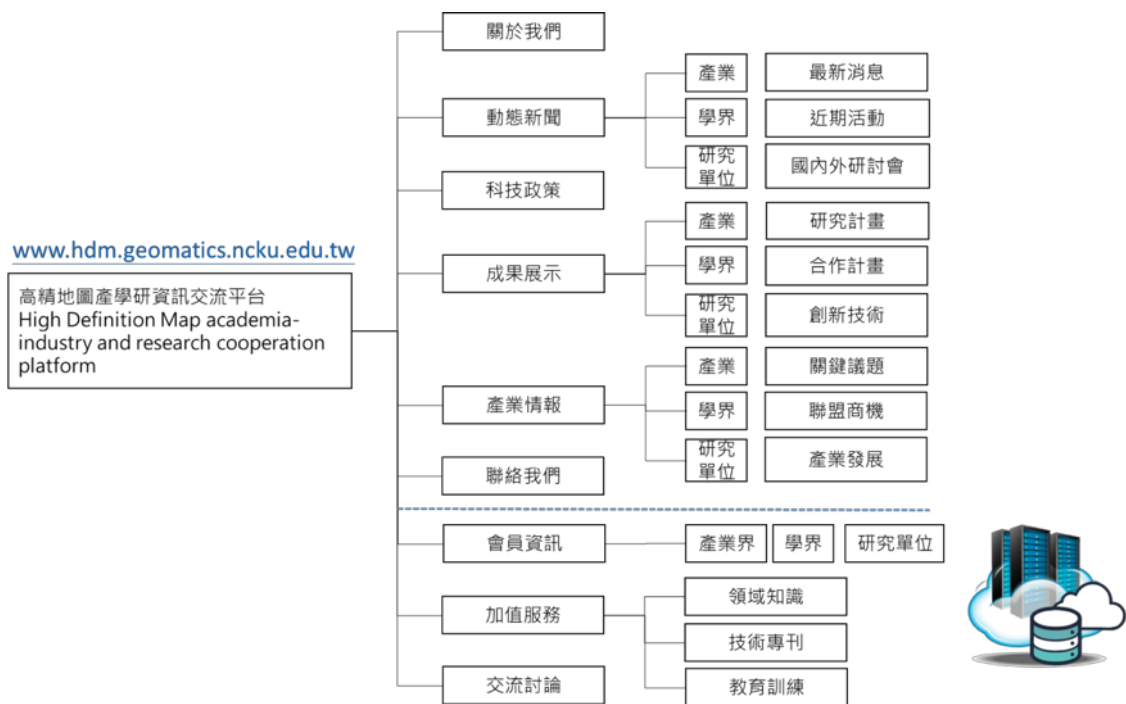 www.hdm.geomatics.ncku.edu.tw
高精地圖產學研資訊交流平台
High Definition Map academia-
industry and research cooperation
platform
關於我們
動態新聞
產業
最新消息
學界
近期活動
研究
單位
國內外研討會
科技政策
成果展示
產業
研究計畫
學界
合作計畫
研究
單位
創新技術
產業情報
產業
關鍵議題
學界
聯盟商機
研究
單位
產業發展
聯絡我們
會員資訊
產業界
學界
研究單位
加值服務
領域知識
技術專刊
教育訓練
交流討論